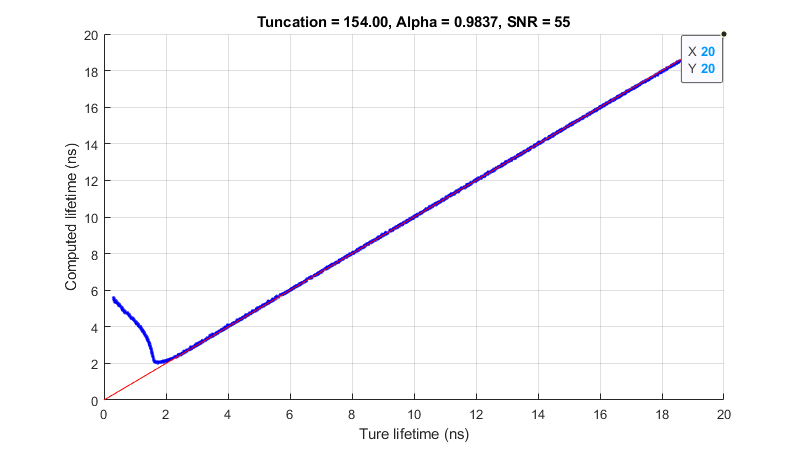 Tuncation = 154.00, Alpha = 0.9837, SNR = 55
20
18
16
14
12
10
8
6
4
2
0
Computed lifetime (ns)
X 20
Y 20
0 2 4 6 8 10 12 14 16 18 20
Ture lifetime (ns)